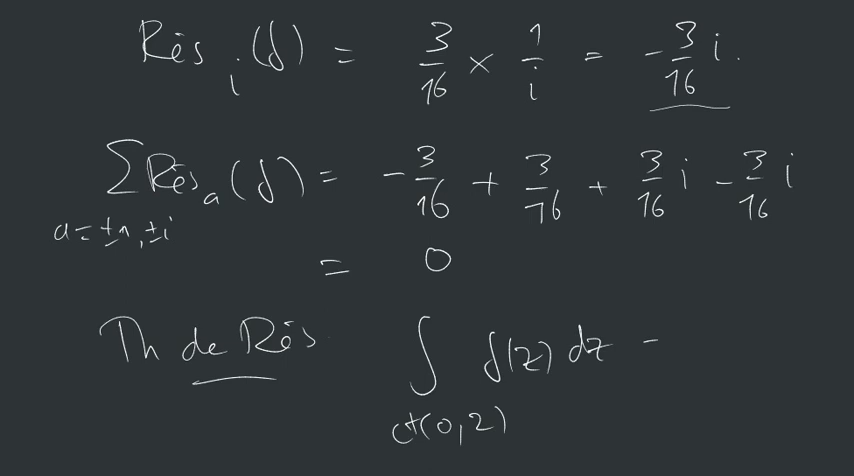 Rés_i(f) = 3/16 × 1/i = -3/16 i.
∑ Rés_a(f) = -3/16 + 3/16 + 3/16 i - 3/16 i
a = ±1, ±i
= 0
Th de Rés. ∫ f(z) dz =
C⁺(0,2)